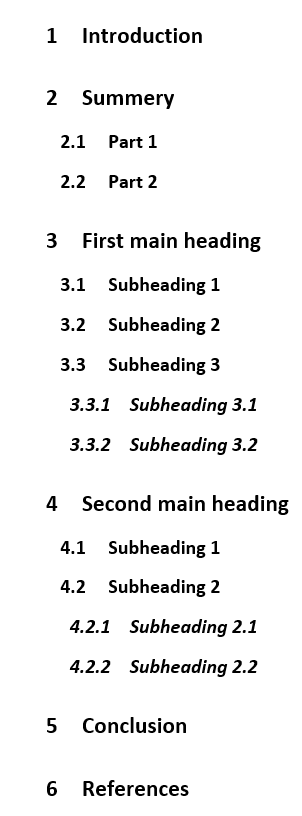 1 Introduction
2 Summery
2.1 Part 1
2.2 Part 2
3 First main heading
3.1 Subheading 1
3.2 Subheading 2
3.3 Subheading 3
3.3.1 Subheading 3.1
3.3.2 Subheading 3.2
4 Second main heading
4.1 Subheading 1
4.2 Subheading 2
4.2.1 Subheading 2.1
4.2.2 Subheading 2.2
5 Conclusion
6 References